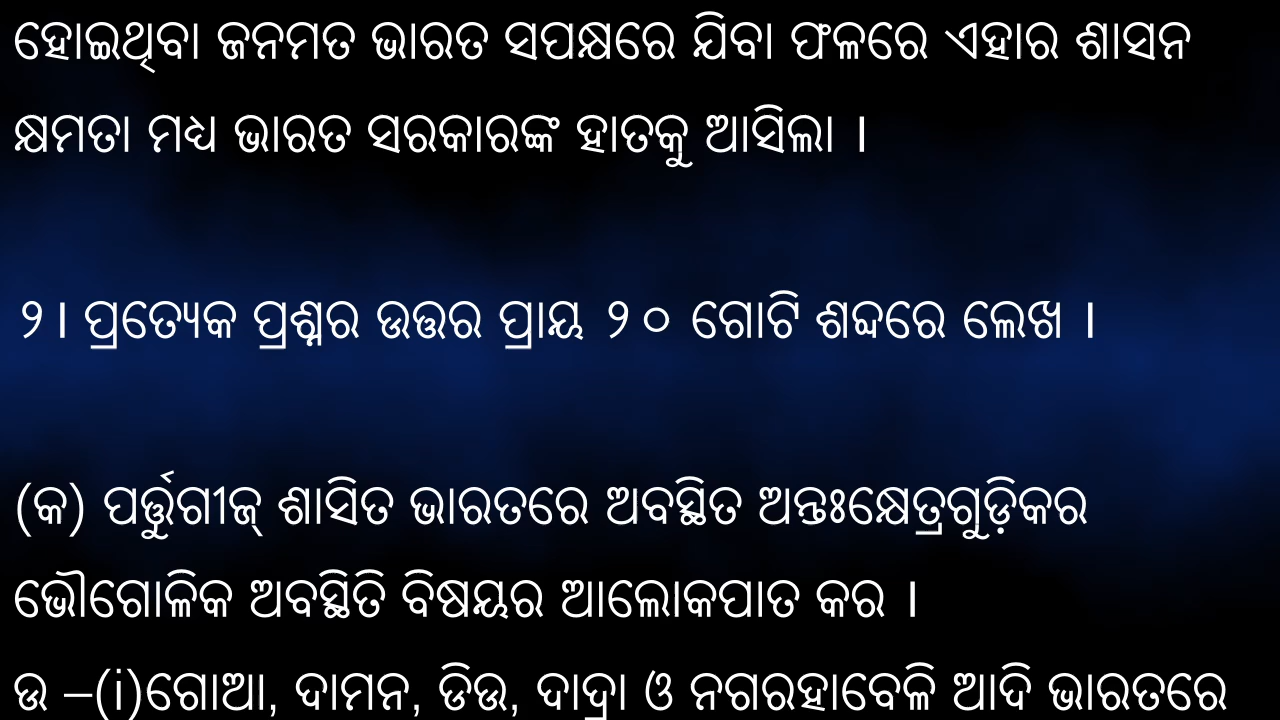 ହୋଇଥିବା ଜନମତ ଭାରତ ସପକ୍ଷରେ ଯିବା ଫଳରେ ଏହାର ଶାସନ
କ୍ଷମତା ମଧ୍ୟ ଭାରତ ସରକାରଙ୍କ ହାତକୁ ଆସିଲା ।
୨। ପ୍ରତ୍ୟେକ ପ୍ରଶ୍ନର ଉତ୍ତର ପ୍ରାୟ ୨୦ ଗୋଟି ଶବ୍ଦରେ ଲେଖ ।
(କ) ପର୍ତ୍ତୁଗୀଜ୍ ଶାସିତ ଭାରତରେ ଅବସ୍ଥିତ ଅନ୍ତଃକ୍ଷେତ୍ରଗୁଡ଼ିକର
ଭୌଗୋଳିକ ଅବସ୍ଥିତି ବିଷୟର ଆଲୋକପାତ କର ।
ଉ –(i)ଗୋଆ, ଦାମନ, ଡିଉ, ଦାଦ୍ରା ଓ ନଗରହାବେଳି ଆଦି ଭାରତରେ